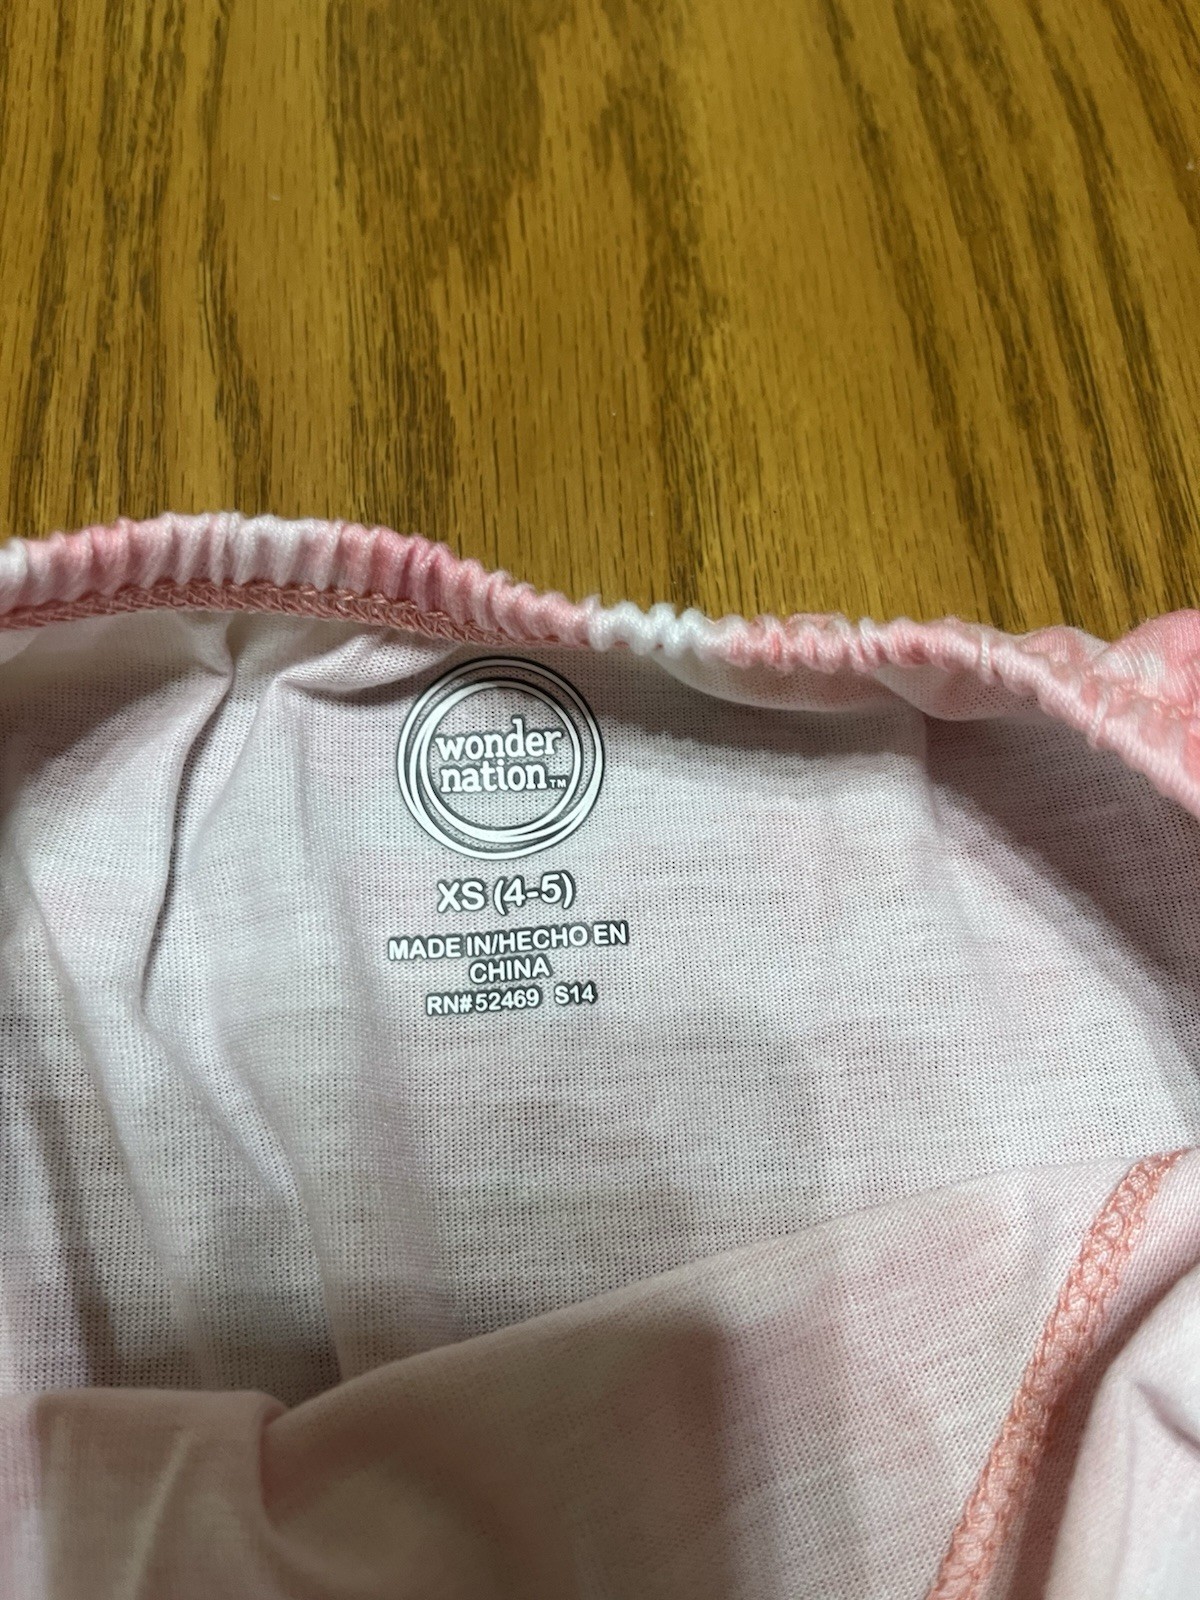 wonder
nation™
XS (4-5)
MADE IN/HECHO EN
CHINA
RN# 52469 S14